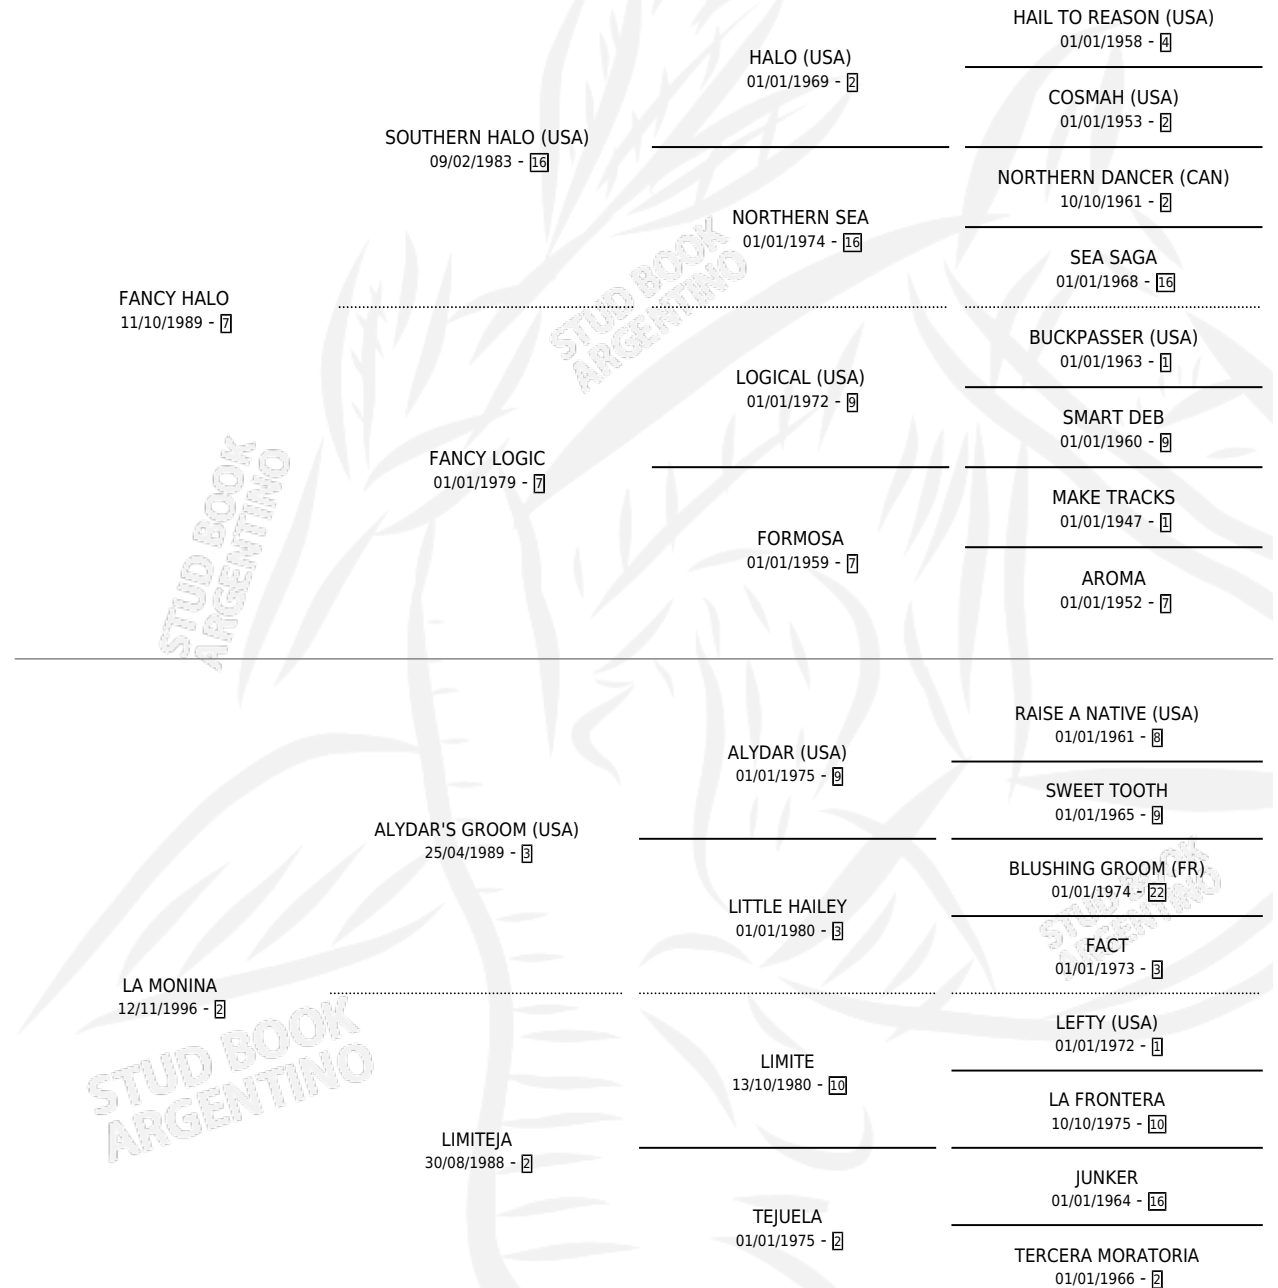 HAIL TO REASON (USA)
01/01/1958 - 4
HALO (USA)
01/01/1969 - 2
COSMAH (USA)
01/01/1953 - 2
SOUTHERN HALO (USA)
09/02/1983 - 16
NORTHERN DANCER (CAN)
10/10/1961 - 2
NORTHERN SEA
01/01/1974 - 16
SEA SAGA
01/01/1968 - 16
FANCY HALO
11/10/1989 - 7
STUD BOOK
ARGENTINO
BUCKPASSER (USA)
01/01/1963 - 1
LOGICAL (USA)
01/01/1972 - 9
SMART DEB
01/01/1960 - 9
FANCY LOGIC
01/01/1979 - 7
MAKE TRACKS
01/01/1947 - 1
FORMOSA
01/01/1959 - 7
AROMA
01/01/1952 - 7
STUD BOOK
ARGENTINO
RAISE A NATIVE (USA)
01/01/1961 - 8
ALYDAR (USA)
01/01/1975 - 9
SWEET TOOTH
01/01/1965 - 9
ALYDAR'S GROOM (USA)
25/04/1989 - 3
BLUSHING GROOM (FR)
01/01/1974 - 22
LITTLE HAILEY
01/01/1980 - 3
STUD BOOK
ARGENTINO
FACT
01/01/1973 - 3
LA MONINA
12/11/1996 - 2
STUD BOOK
ARGENTINO
LEFTY (USA)
01/01/1972 - 1
LIMITE
13/10/1980 - 10
LA FRONTERA
10/10/1975 - 10
LIMITEJA
30/08/1988 - 2
JUNKER
01/01/1964 - 16
TEJUELA
01/01/1975 - 2
TERCERA MORATORIA
01/01/1966 - 2